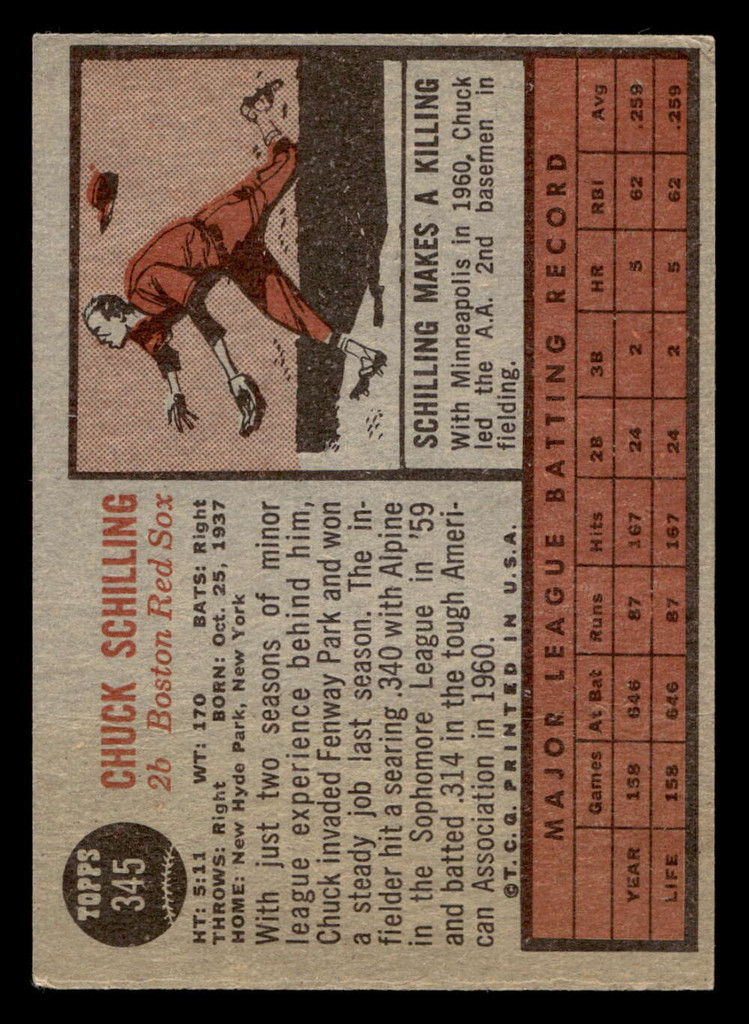 TOPPS
345
CHUCK SCHILLING
2b Boston Red Sox
HT: 5:11 WT: 170 BATS: Right
THROWS: Right BORN: Oct. 25, 1937
HOME: New Hyde Park, New York
With just two seasons of minor
league experience behind him,
Chuck invaded Fenway Park and won
a steady job last season. The in-
fielder hit a searing .340 with Alpine
in the Sophomore League in '59
and batted .314 in the tough Ameri-
can Association in 1960.
©T.C.G. PRINTED IN U.S.A.
SCHILLING MAKES A KILLING
With Minneapolis in 1960, Chuck
led the A.A. 2nd basemen in
fielding.
MAJOR LEAGUE BATTING RECORD
Games At Bat Runs Hits 2B 3B HR RBI Avg
YEAR 158 646 87 167 24 2 5 62 .259
LIFE 158 646 87 167 24 2 5 62 .259